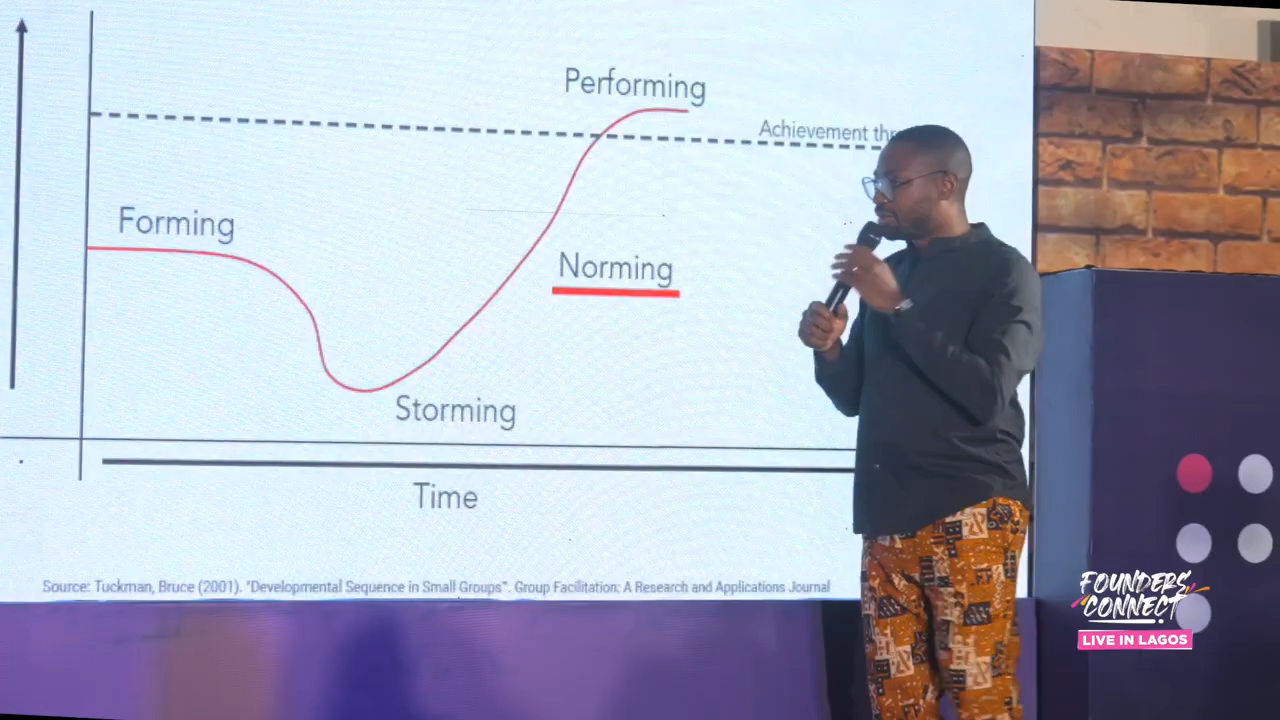 Performing
Achievement
Forming
Norming
Storming
Time
Source: Tuckman, Bruce (2001). "Developmental Sequence in Small Groups". Group Facilitation: A Research and Applications Journal
FOUNDERS'
CONNECT
LIVE IN LAGOS